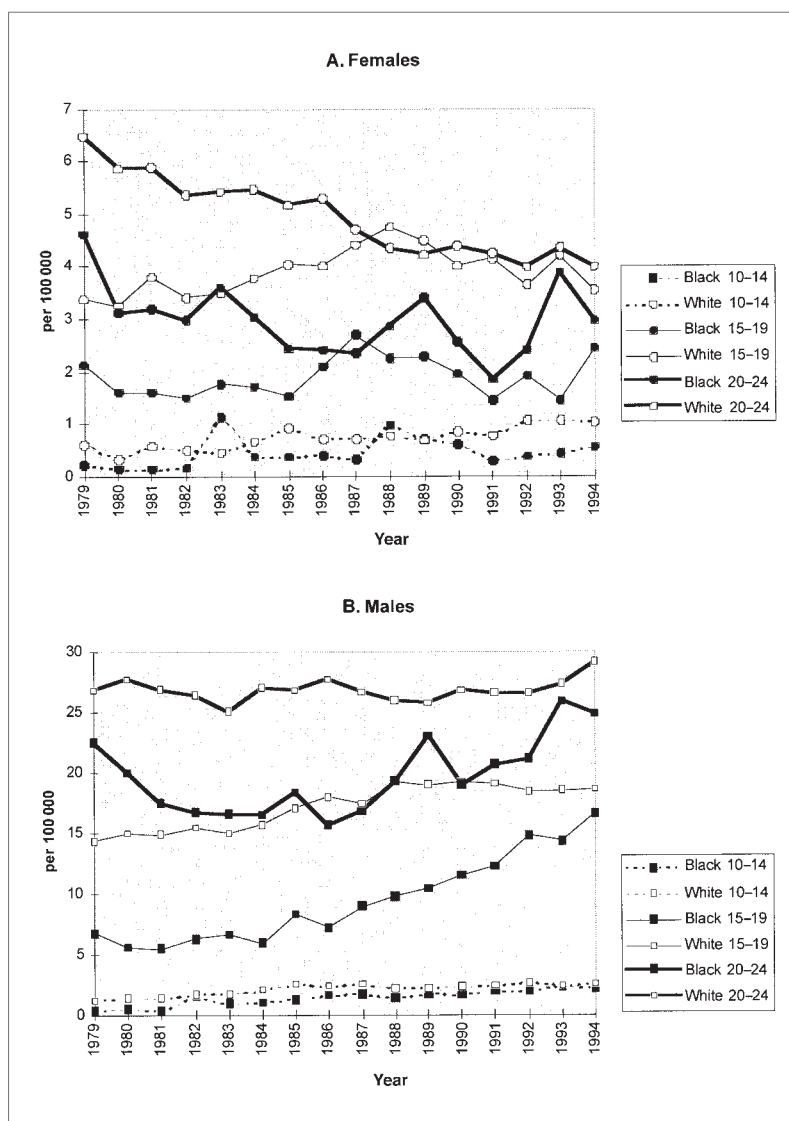 A. Females
7
6
5
4
3
2
1
0
per 100 000
1979 1980 1981 1982 1983 1984 1985 1986 1987 1988 1989 1990 1991 1992 1993 1994
Year
Black 10–14
White 10–14
Black 15–19
White 15–19
Black 20–24
White 20–24
B. Males
30
25
20
15
10
5
0
per 100 000
1979 1980 1981 1982 1983 1984 1985 1986 1987 1988 1989 1990 1991 1992 1993 1994
Year
Black 10–14
White 10–14
Black 15–19
White 15–19
Black 20–24
White 20–24